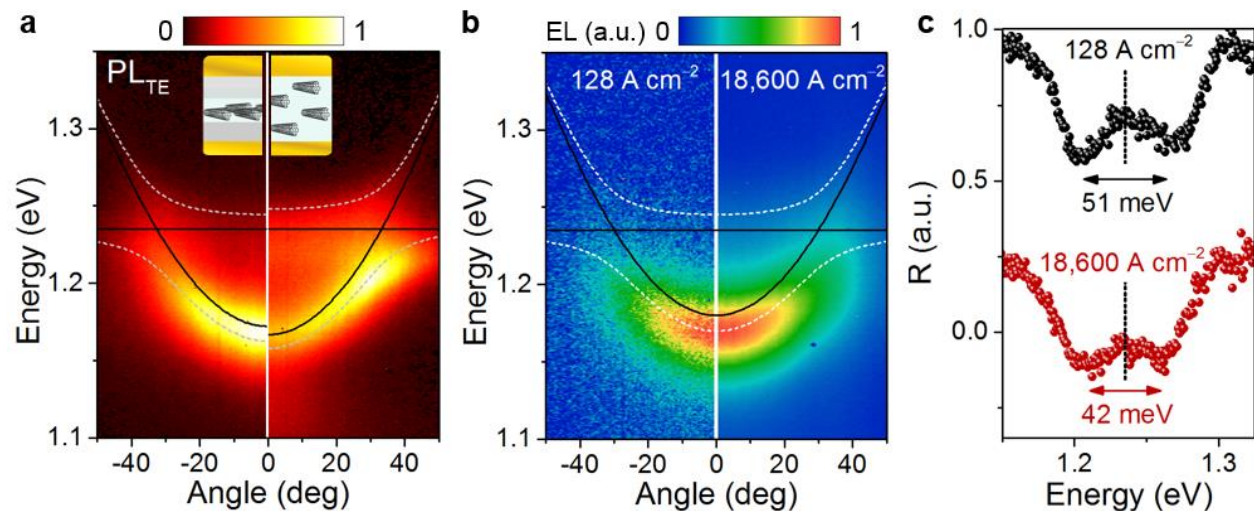 a
0
1
PL_TE
Energy (eV)
1.3
1.2
1.1
-40
-20
0
20
40
Angle (deg)
b
EL (a.u.)
0
1
128 A cm⁻²
18,600 A cm⁻²
Energy (eV)
1.3
1.2
1.1
-40
-20
0
20
40
Angle (deg)
c
R (a.u.)
1.0
0.5
0.0
128 A cm⁻²
51 meV
18,600 A cm⁻²
42 meV
1.2
1.3
Energy (eV)